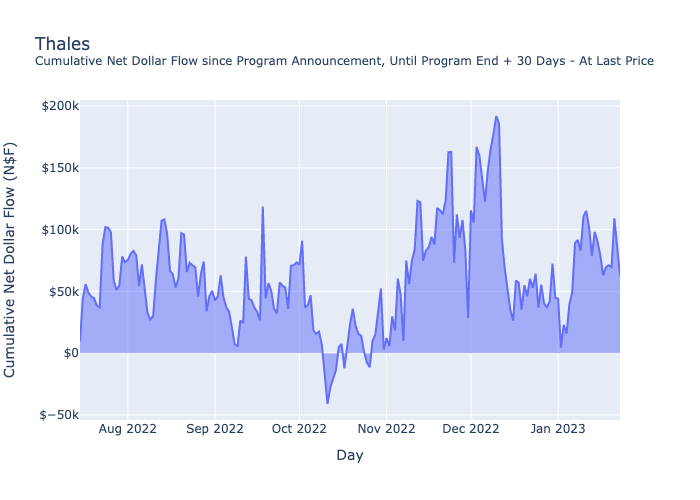 Thales
Cumulative Net Dollar Flow since Program Announcement, Until Program End + 30 Days - At Last Price
$200k
$150k
$100k
$50k
$0
$−50k
Cumulative Net Dollar Flow (N$F)
Aug 2022
Sep 2022
Oct 2022
Nov 2022
Dec 2022
Jan 2023
Day